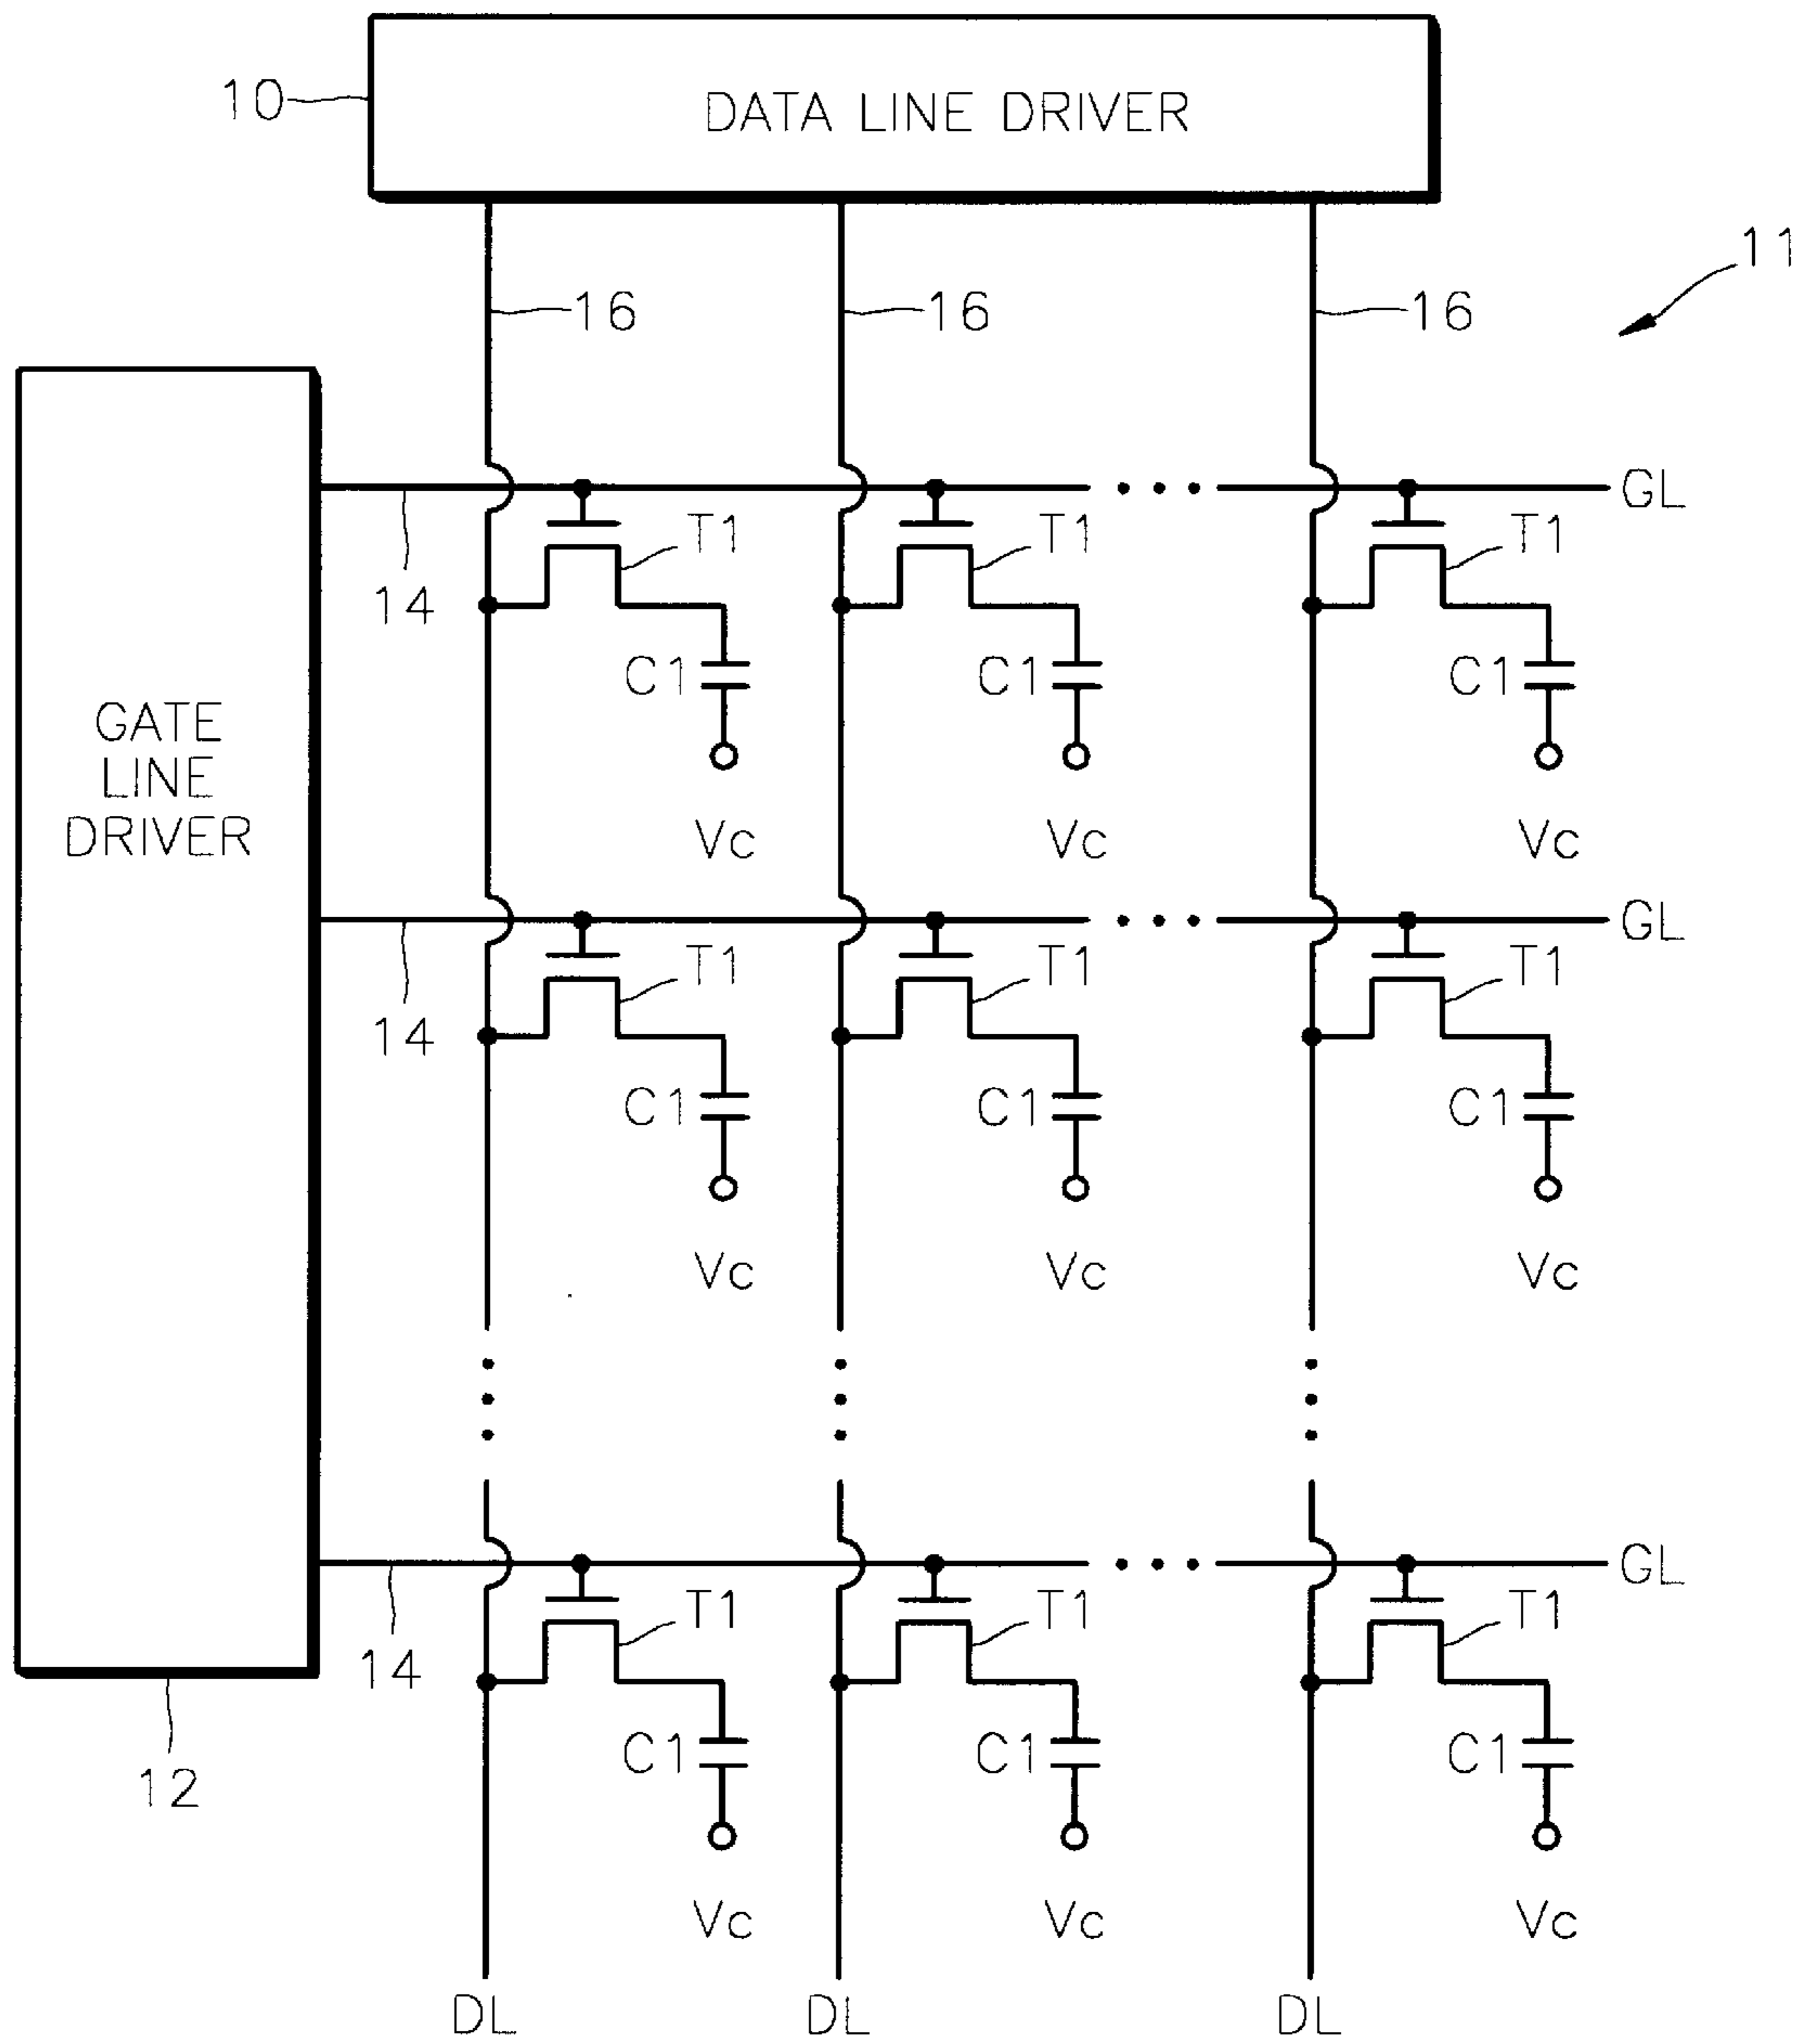 10
DATA LINE DRIVER
11
16 16 16
GL
T1 T1 T1
14
C1 C1 C1
GATE
LINE
DRIVER
Vc Vc Vc
GL
T1 T1 T1
14
C1 C1 C1
Vc Vc Vc
GL
T1 T1 T1
14
C1 C1 C1
12
Vc Vc Vc
DL DL DL